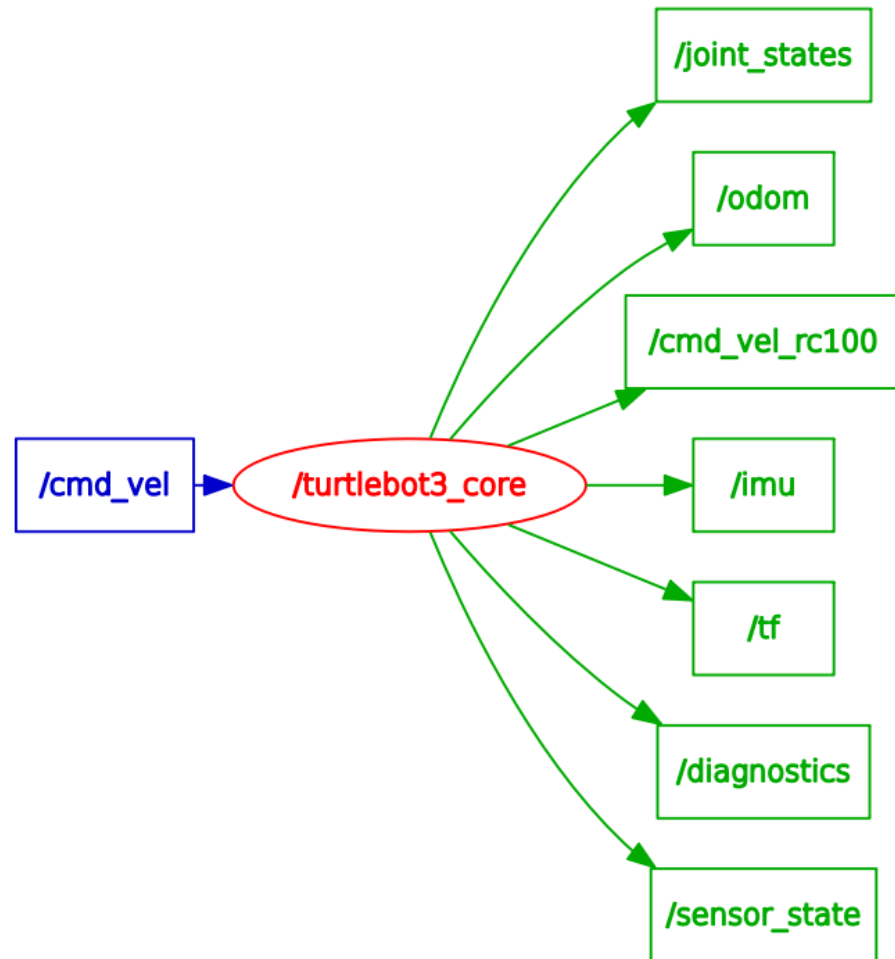 /joint_states
/odom
/cmd_vel_rc100
/cmd_vel
/turtlebot3_core
/imu
/tf
/diagnostics
/sensor_state